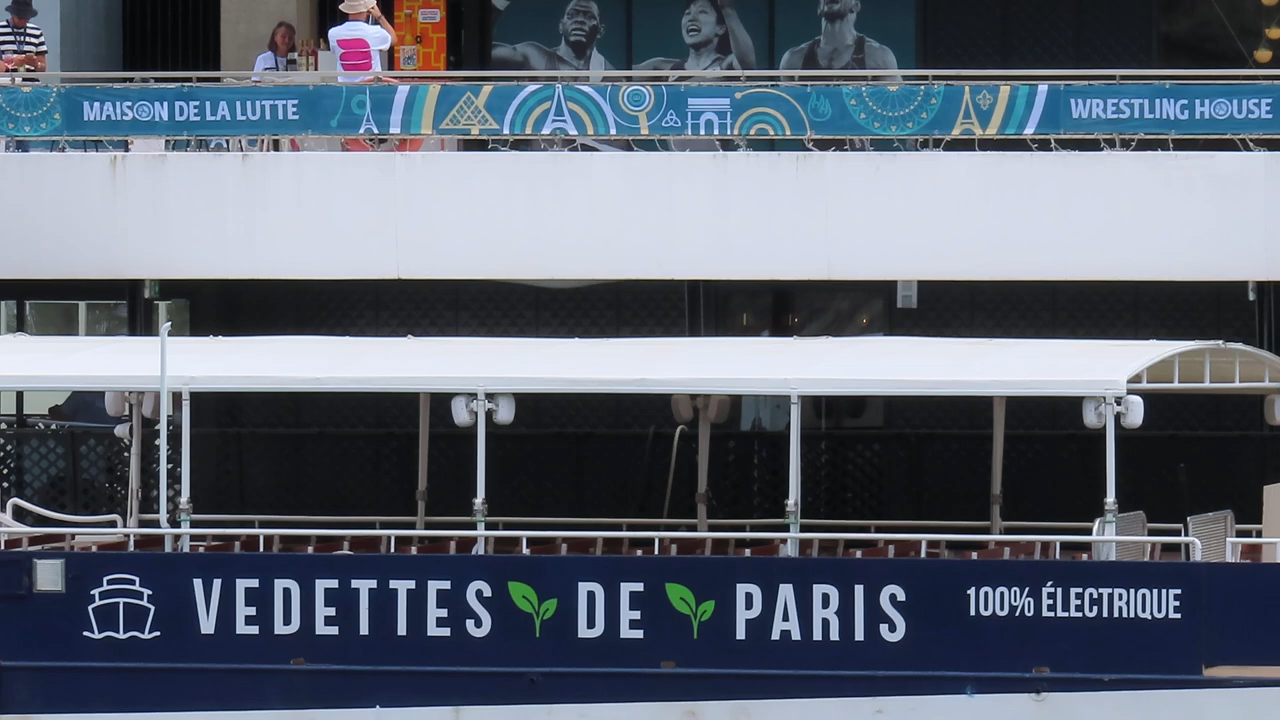 MAISON DE LA LUTTE
WRESTLING HOUSE
VEDETTES DE PARIS
100% ÉLECTRIQUE